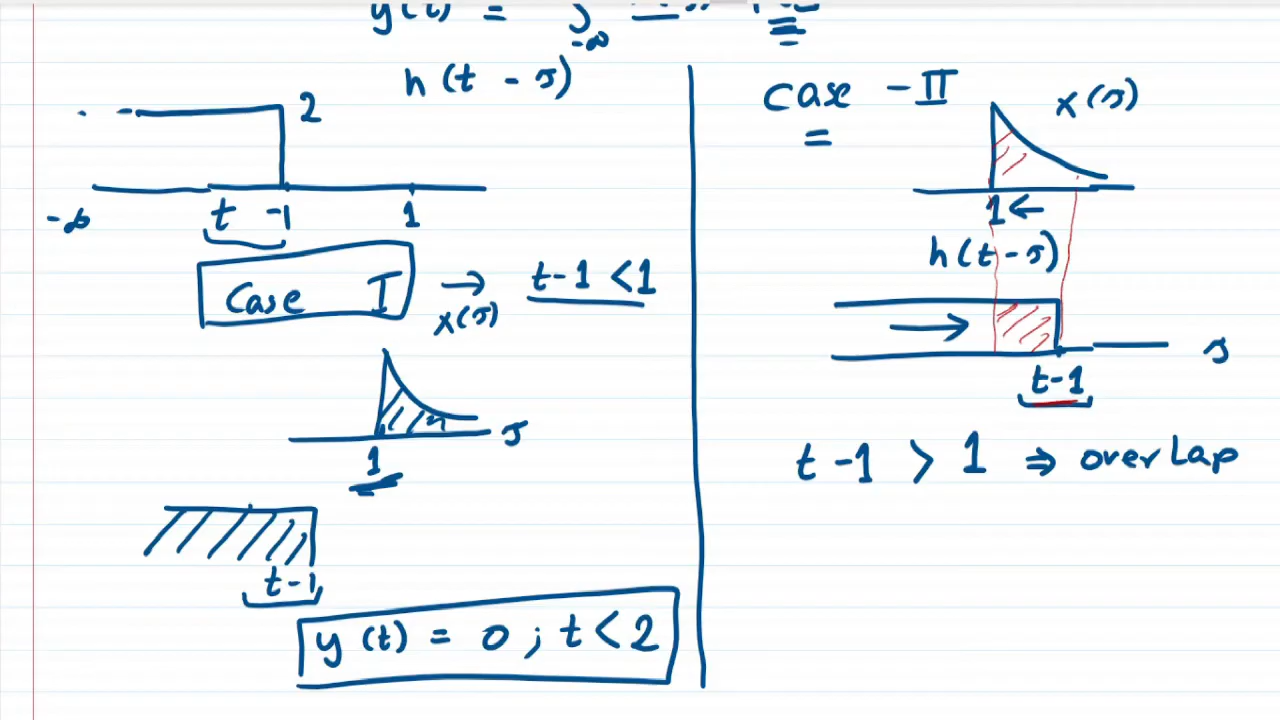 y(t) = ∫
-∞
h(t - τ)
2
-∞ t -1 1
Case I → t-1 < 1
x(τ)
τ
1
t-1
y(t) = 0 ; t < 2
Case - II
=
x(τ)
1 ←
h(t-τ)
→
τ
t-1
t-1 > 1 ⇒ overlap